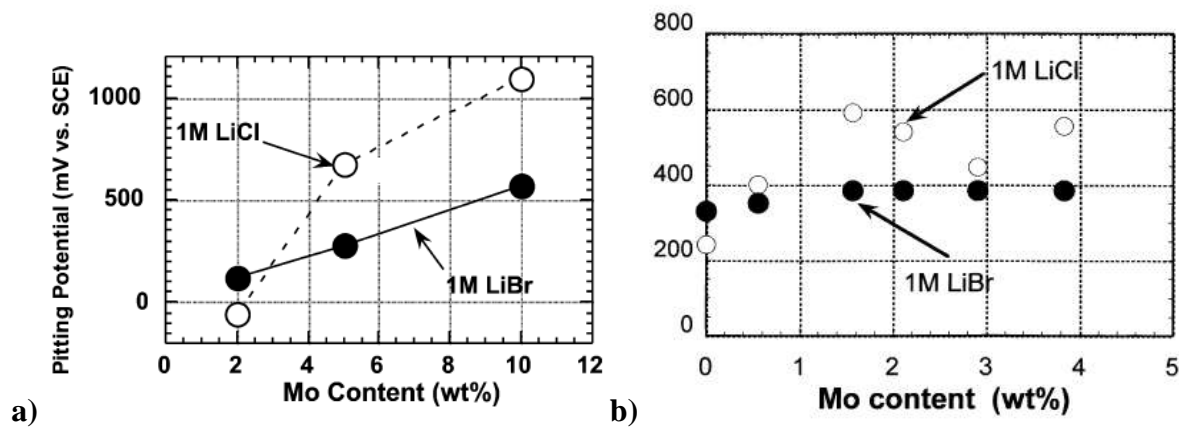 Pitting Potential (mV vs. SCE)
1000
500
0
1M LiCl
1M LiBr
0 2 4 6 8 10 12
Mo Content (wt%)
a)
800
600
400
200
0
1M LiCl
1M LiBr
0 1 2 3 4 5
Mo content (wt%)
b)